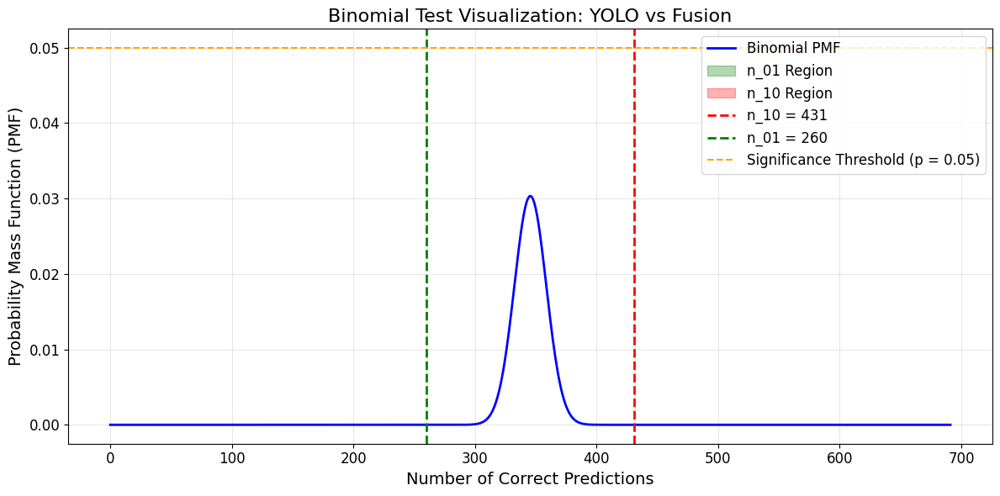 Binomial Test Visualization: YOLO vs Fusion
Probability Mass Function (PMF)
0.05
0.04
0.03
0.02
0.01
0.00
Binomial PMF
n_01 Region
n_10 Region
n_10 = 431
n_01 = 260
Significance Threshold (p = 0.05)
0 100 200 300 400 500 600 700
Number of Correct Predictions